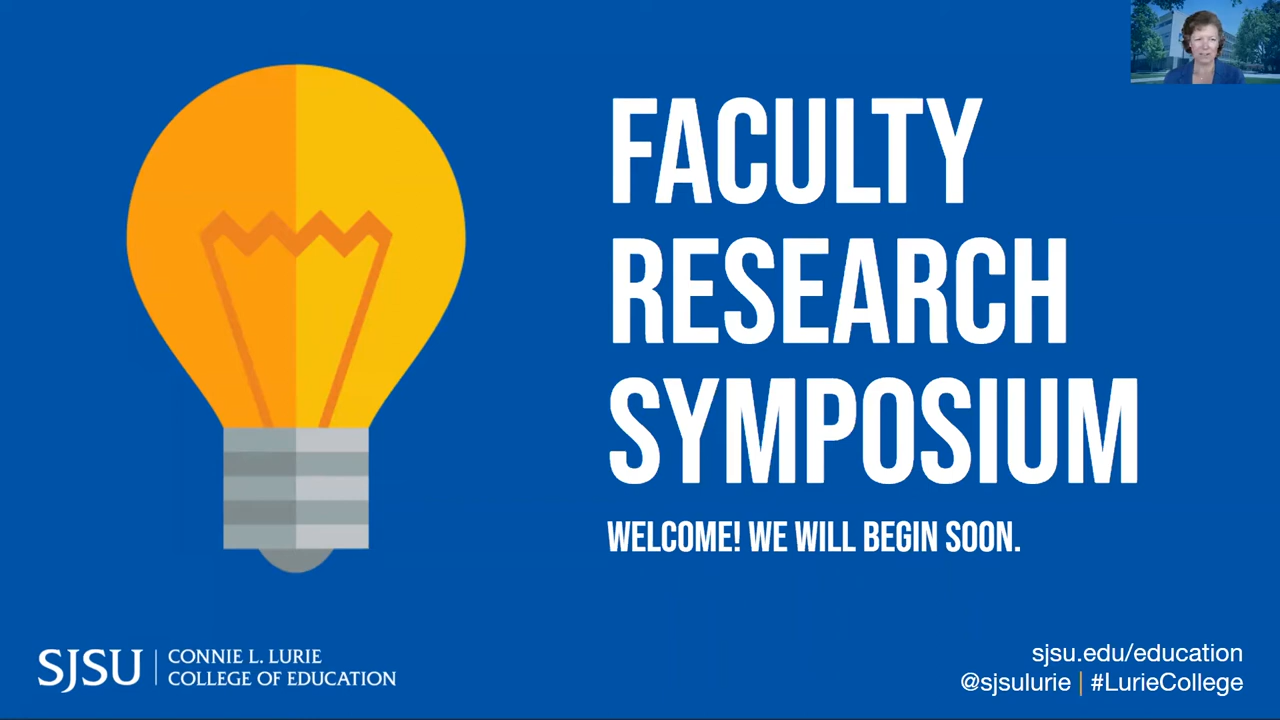 FACULTY
RESEARCH
SYMPOSIUM
WELCOME! WE WILL BEGIN SOON.
SJSU
CONNIE L. LURIE
COLLEGE OF EDUCATION
sjsu.edu/education
@sjsulurie | #LurieCollege